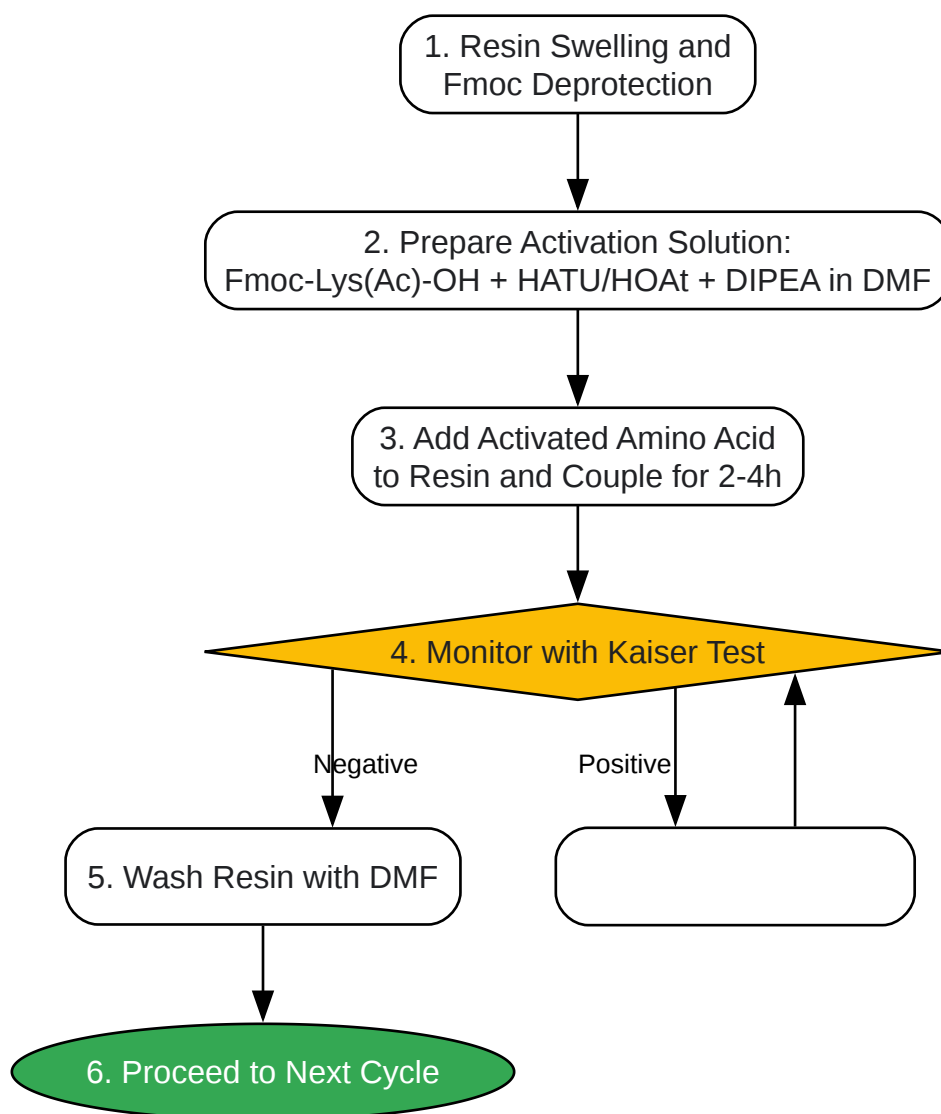 1. Resin Swelling and
Fmoc Deprotection
2. Prepare Activation Solution:
Fmoc-Lys(Ac)-OH + HATU/HOAt + DIPEA in DMF
3. Add Activated Amino Acid
to Resin and Couple for 2-4h
4. Monitor with Kaiser Test
Negative
Positive
5. Wash Resin with DMF
6. Proceed to Next Cycle